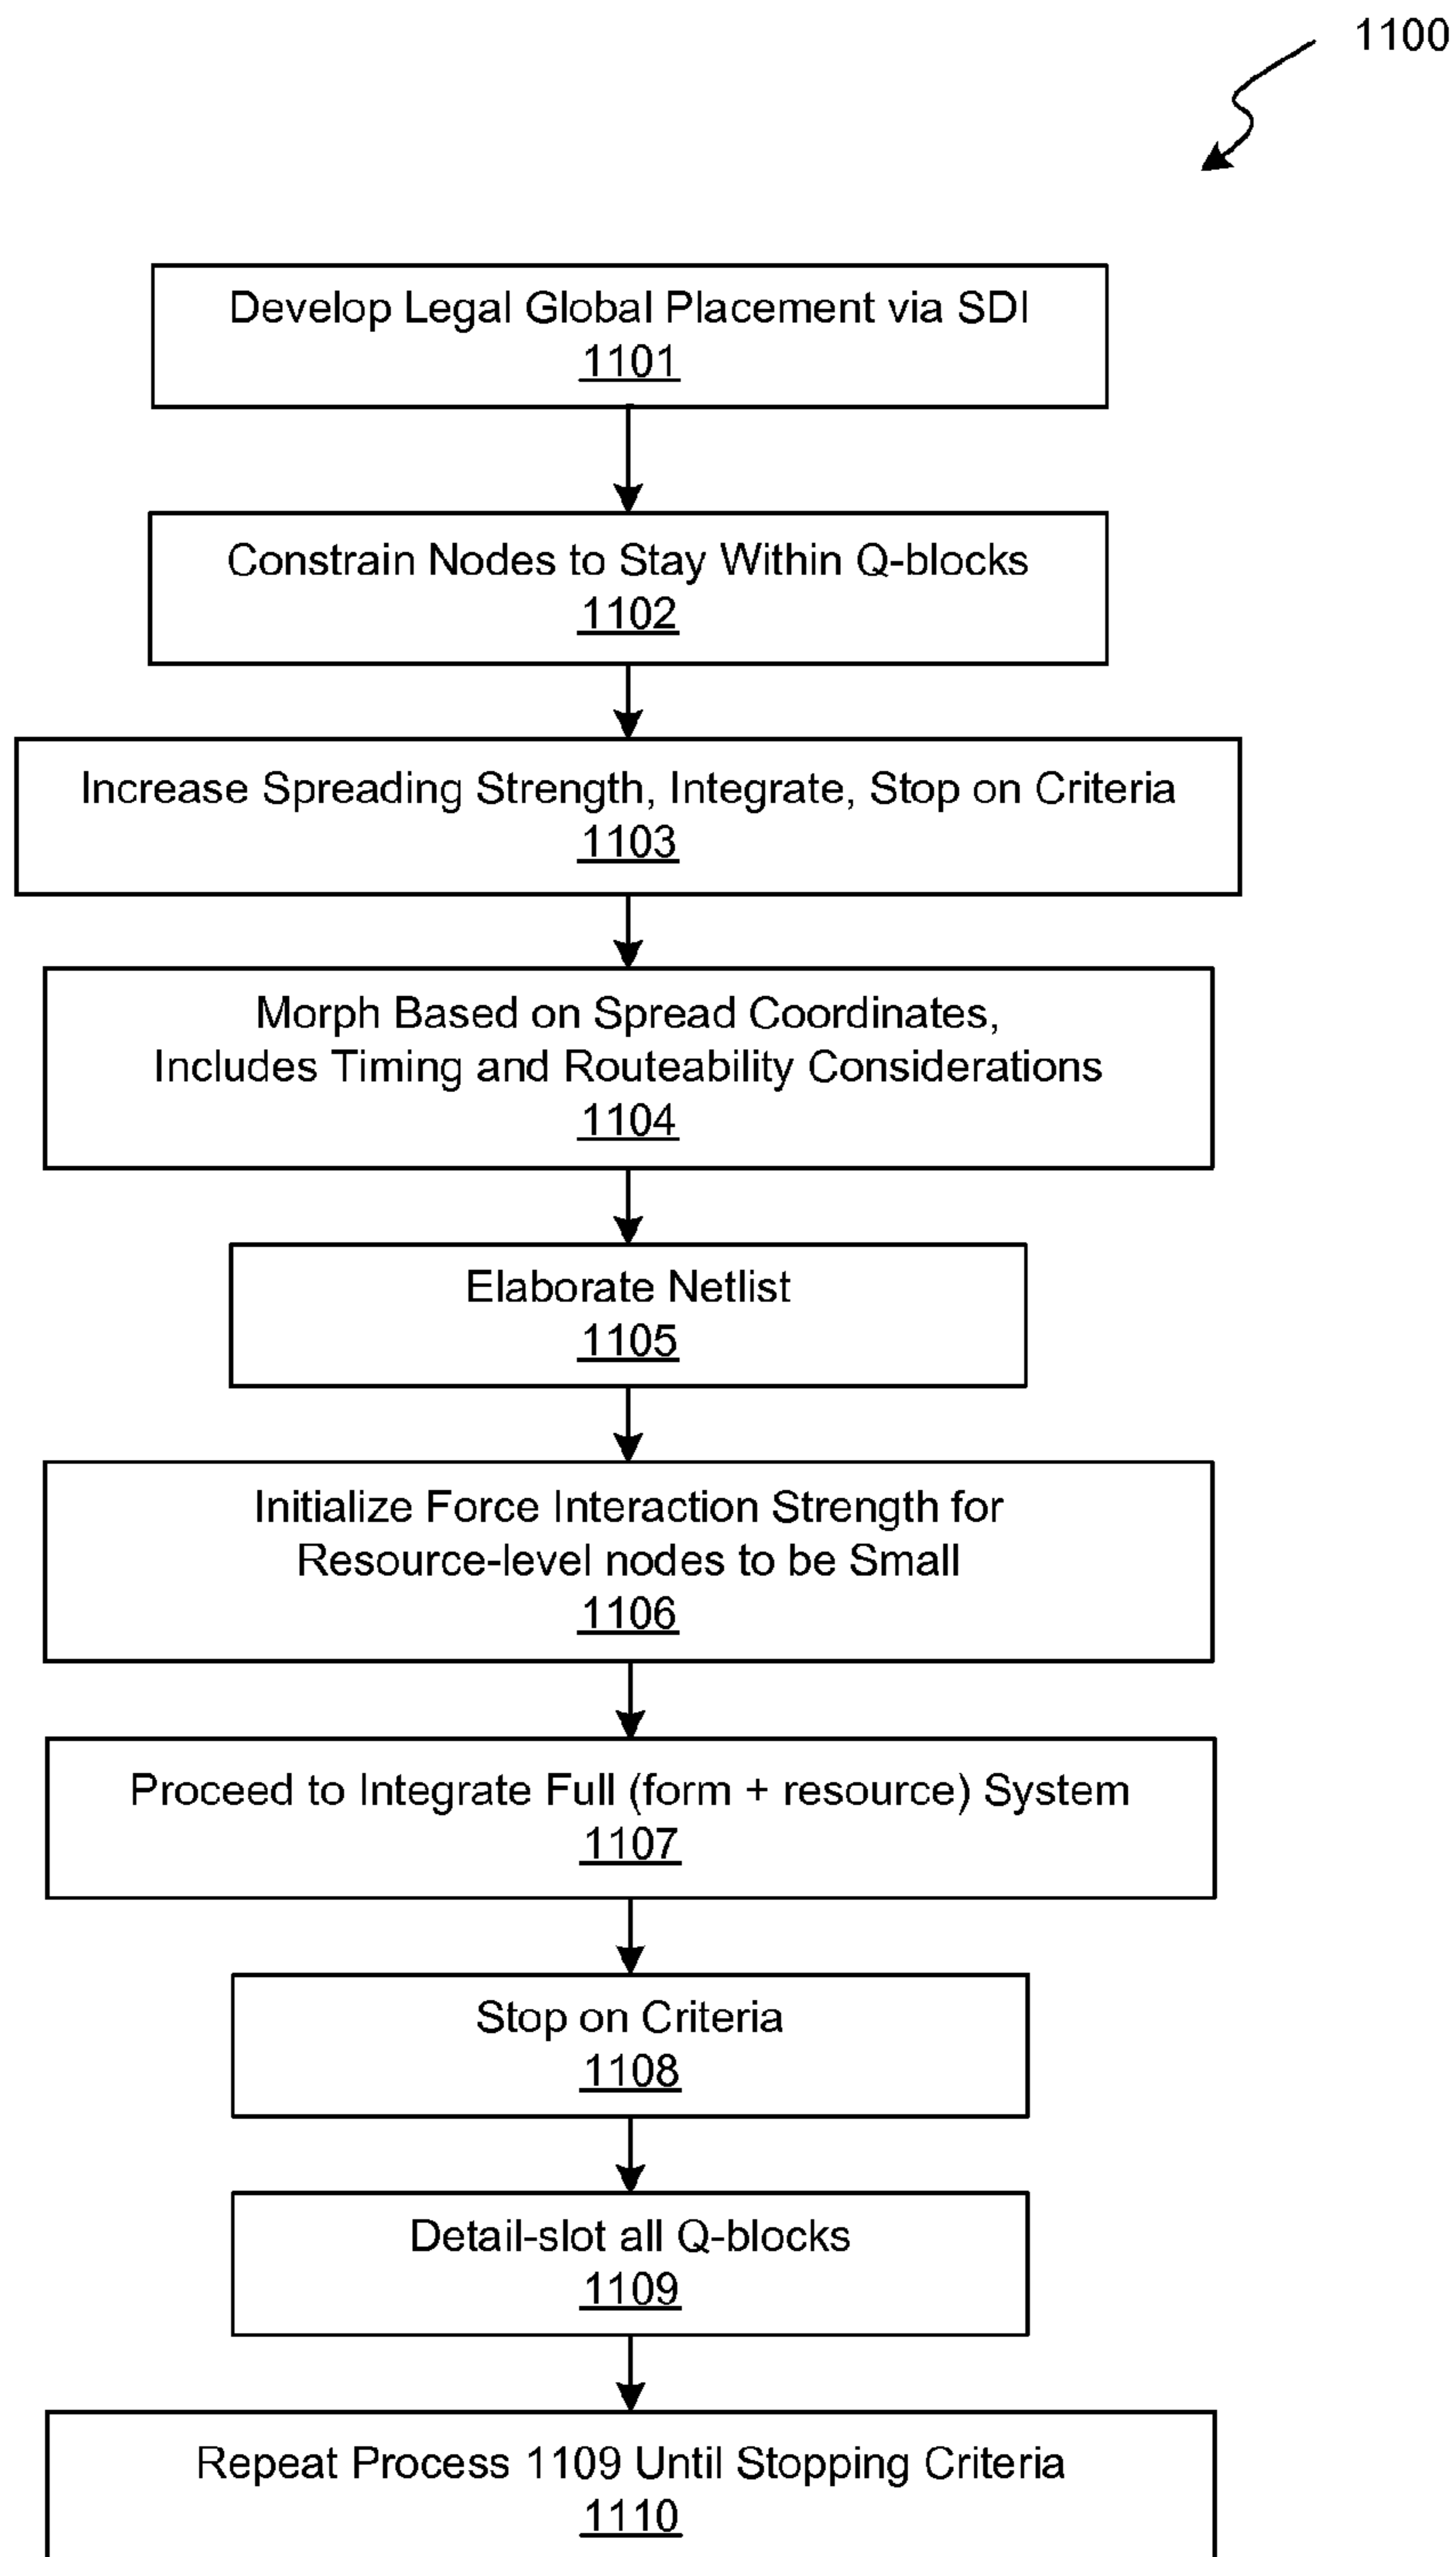 1100
Develop Legal Global Placement via SDI
1101
Constrain Nodes to Stay Within Q-blocks
1102
Increase Spreading Strength, Integrate, Stop on Criteria
1103
Morph Based on Spread Coordinates,
Includes Timing and Routeability Considerations
1104
Elaborate Netlist
1105
Initialize Force Interaction Strength for
Resource-level nodes to be Small
1106
Proceed to Integrate Full (form + resource) System
1107
Stop on Criteria
1108
Detail-slot all Q-blocks
1109
Repeat Process 1109 Until Stopping Criteria
1110